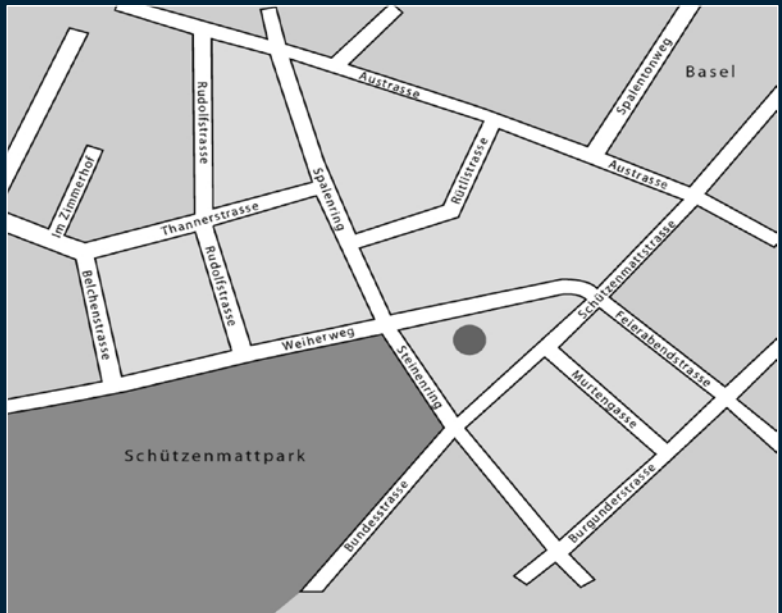 Basel
Spalentonweg
Austrasse
Rudolfstrasse
Austrasse
Rütlistrasse
Im Zimmerhof
Spalenring
Thannerstrasse
Schützenmattstrasse
Belchenstrasse
Rudolfstrasse
Weiherweg
Steinenring
Feierabendstrasse
Murtengasse
Schützenmattpark
Bundesstrasse
Burgunderstrasse